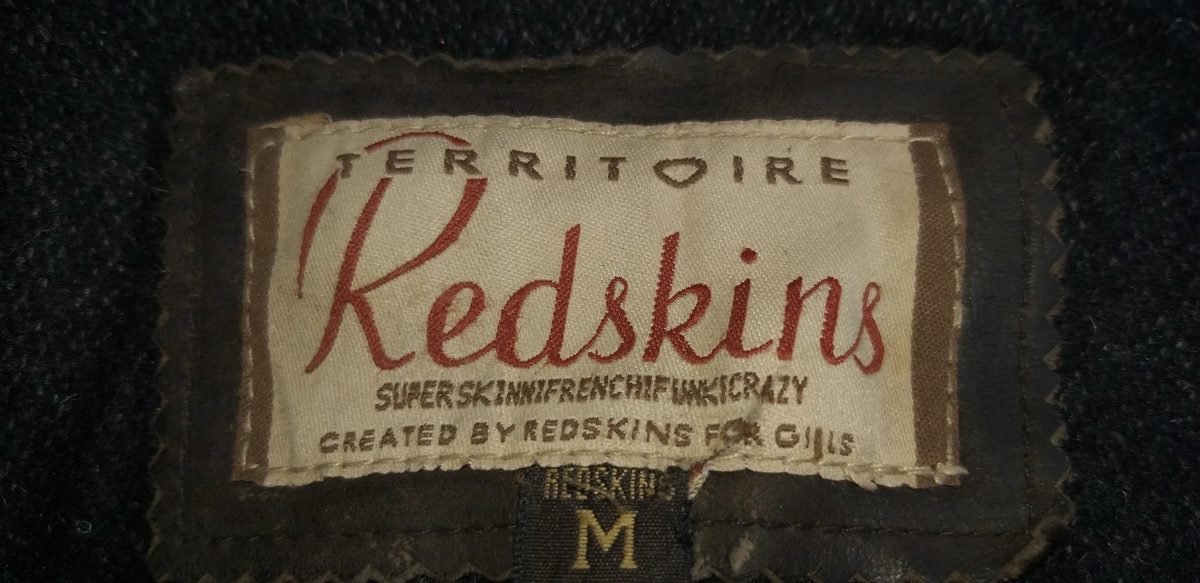 TERRITOIRE
Redskins
SUPERSKINNIFRENCHIFUNKICRAZY
CREATED BY REDSKINS FOR GIRLS
REDSKINS
M